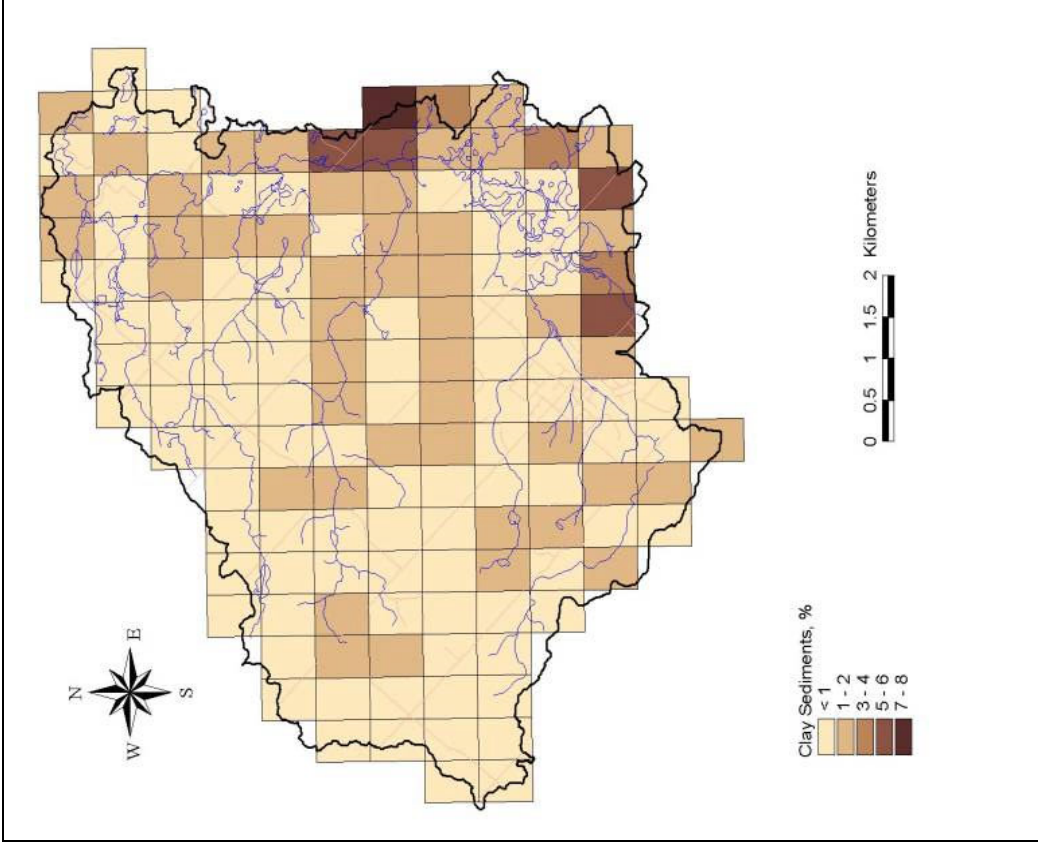 N
W E
S
Clay Sediments, %
< 1
1 - 2
3 - 4
5 - 6
7 - 8
0 0.5 1 1.5 2 Kilometers